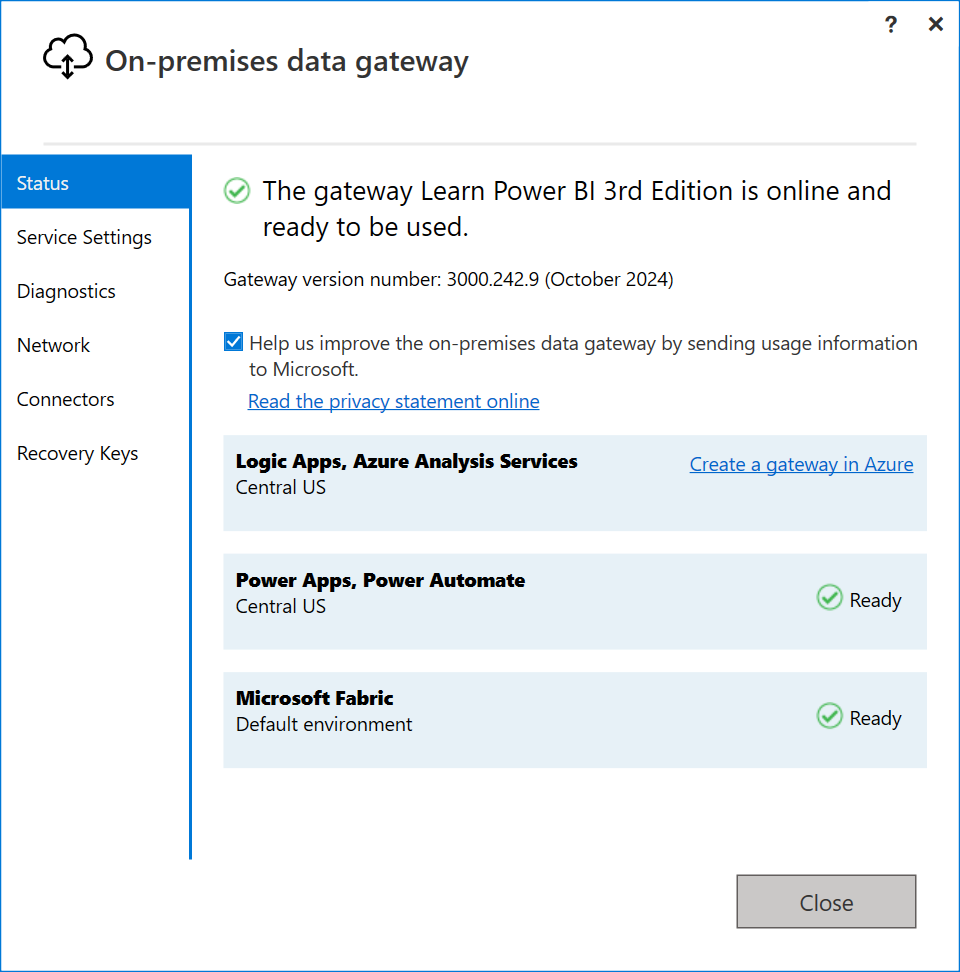 ? ×
On-premises data gateway
Status
Service Settings
Diagnostics
Network
Connectors
Recovery Keys
The gateway Learn Power BI 3rd Edition is online and
ready to be used.
Gateway version number: 3000.242.9 (October 2024)
Help us improve the on-premises data gateway by sending usage information
to Microsoft.
Read the privacy statement online
Logic Apps, Azure Analysis Services
Central US
Create a gateway in Azure
Power Apps, Power Automate
Central US
Ready
Microsoft Fabric
Default environment
Ready
Close